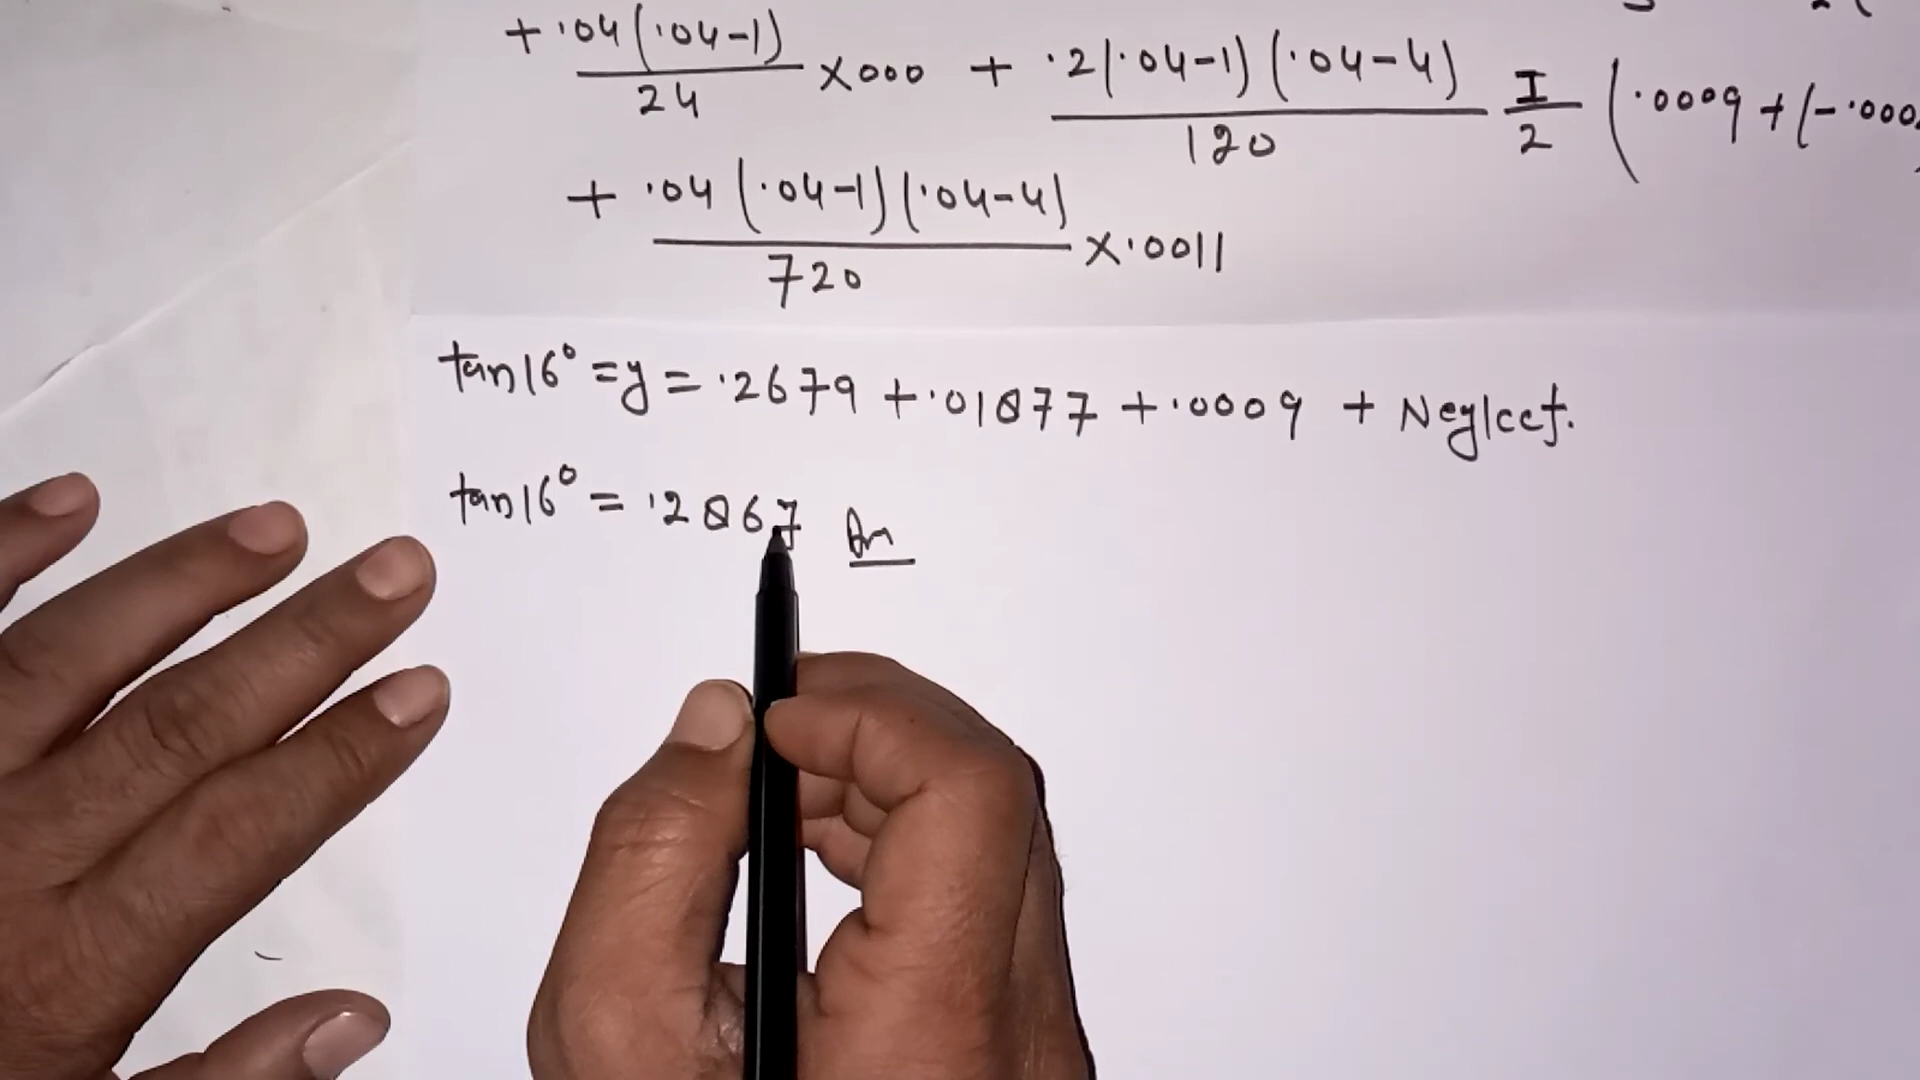 + .04(.04-1)/24 ×000 + .2(.04-1)(.04-4)/120 I/2 (.0009+(-.000
+ .04(.04-1)(.04-4)/720 ×.0011
tan16° = y = .2679 + .01877 + .0009 + Neglect.
tan16° = .2867 An